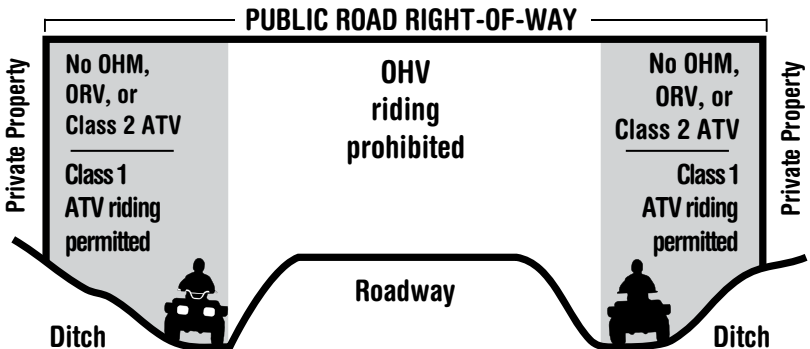 PUBLIC ROAD RIGHT-OF-WAY
Private Property
No OHM,
ORV, or
Class 2 ATV
Class 1
ATV riding
permitted
OHV
riding
prohibited
No OHM,
ORV, or
Class 2 ATV
Class 1
ATV riding
permitted
Private Property
Roadway
Ditch
Ditch